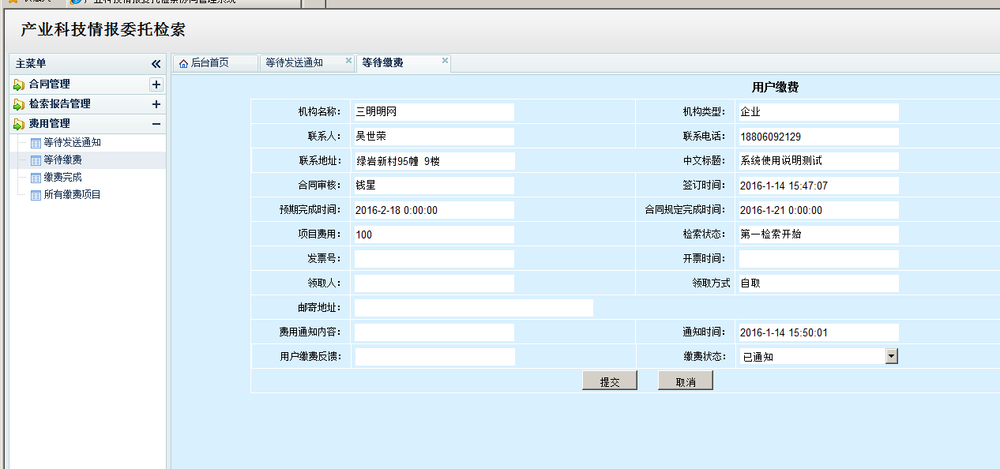 产业科技情报委托检索
主菜单
合同管理
检索报告管理
费用管理
等待发送通知
等待缴费
缴费完成
所有缴费项目
后台首页 等待发送通知 等待缴费
用户缴费
机构名称： 三明明网 机构类型： 企业
联系人： 吴世荣 联系电话： 18806092129
联系地址： 绿岩新村95幢 9楼 中文标题： 系统使用说明测试
合同审核： 钱星 签订时间： 2016-1-14 15:47:07
预期完成时间： 2016-2-18 0:00:00 合同规定完成时间： 2016-1-21 0:00:00
项目费用： 100 检索状态： 第一检索开始
发票号： 开票时间：
领取人： 领取方式 自取
邮寄地址：
费用通知内容： 通知时间： 2016-1-14 15:50:01
用户缴费反馈： 缴费状态： 已通知
提交 取消